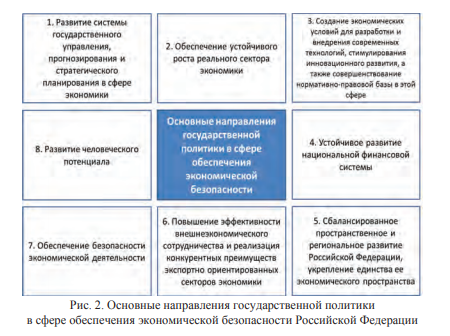 1. Развитие системы
государственного
управления,
прогнозирования и
стратегического
планирования в сфере
экономики
2. Обеспечение устойчивого
роста реального сектора
экономики
3. Создание экономических
условий для разработки и
внедрения современных
технологий, стимулирования
инновационного развития, а
также совершенствование
нормативно-правовой базы в этой
сфере
8. Развитие человеческого
потенциала
Основные направления
государственной
политики в сфере
обеспечения
экономической
безопасности
4. Устойчивое развитие
национальной финансовой
системы
7. Обеспечение безопасности
экономической деятельности
6. Повышение эффективности
внешнеэкономического
сотрудничества и реализация
конкурентных преимуществ
экспортно ориентированных
секторов экономики
5. Сбалансированное
пространственное и
региональное развитие
Российской Федерации,
укрепление единства ее
экономического пространства
Рис. 2. Основные направления государственной политики
в сфере обеспечения экономической безопасности Российской Федерации